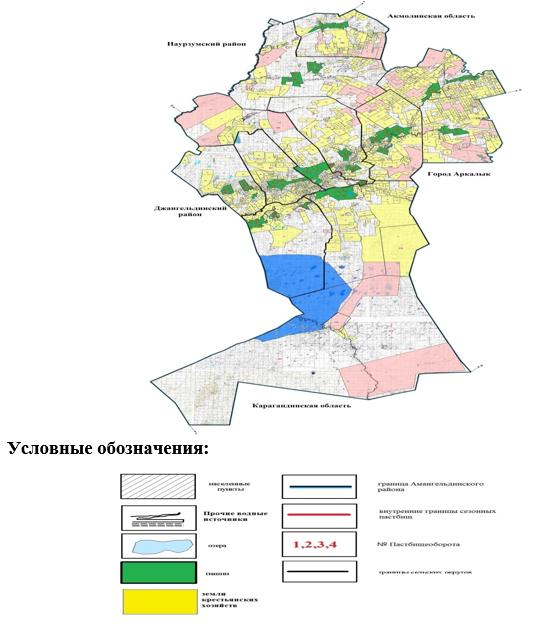 Акмолинская область
Наурзумский район
Город Аркалык
Джангельдинский
район
Карагандинская область
Условные обозначения:
населенные
пункты
Прочие водные
источники
озера
земли
крестьянских
хозяйств
граница Амангельдинского
района
внутренние границы сезонных
пастбищ
1,2,3,4
№ Пастбищеоборота
границы сельских округов